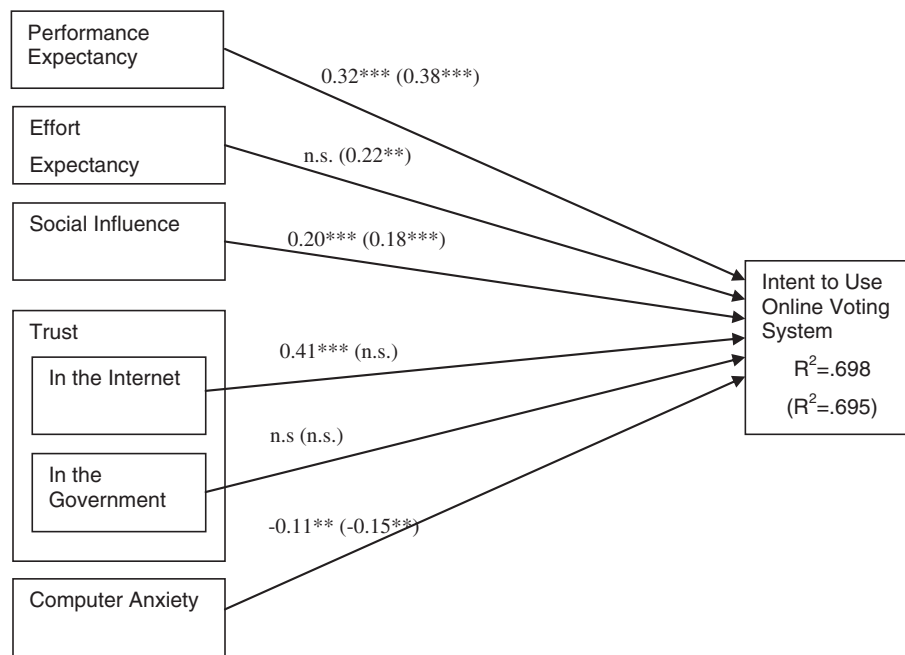 Performance
Expectancy
0.32*** (0.38***)
Effort
Expectancy
n.s. (0.22**)
Social Influence
0.20*** (0.18***)
Intent to Use
Online Voting
System
R²=.698
(R²=.695)
Trust
In the Internet
0.41*** (n.s.)
In the
Government
n.s (n.s.)
-0.11** (-0.15**)
Computer Anxiety